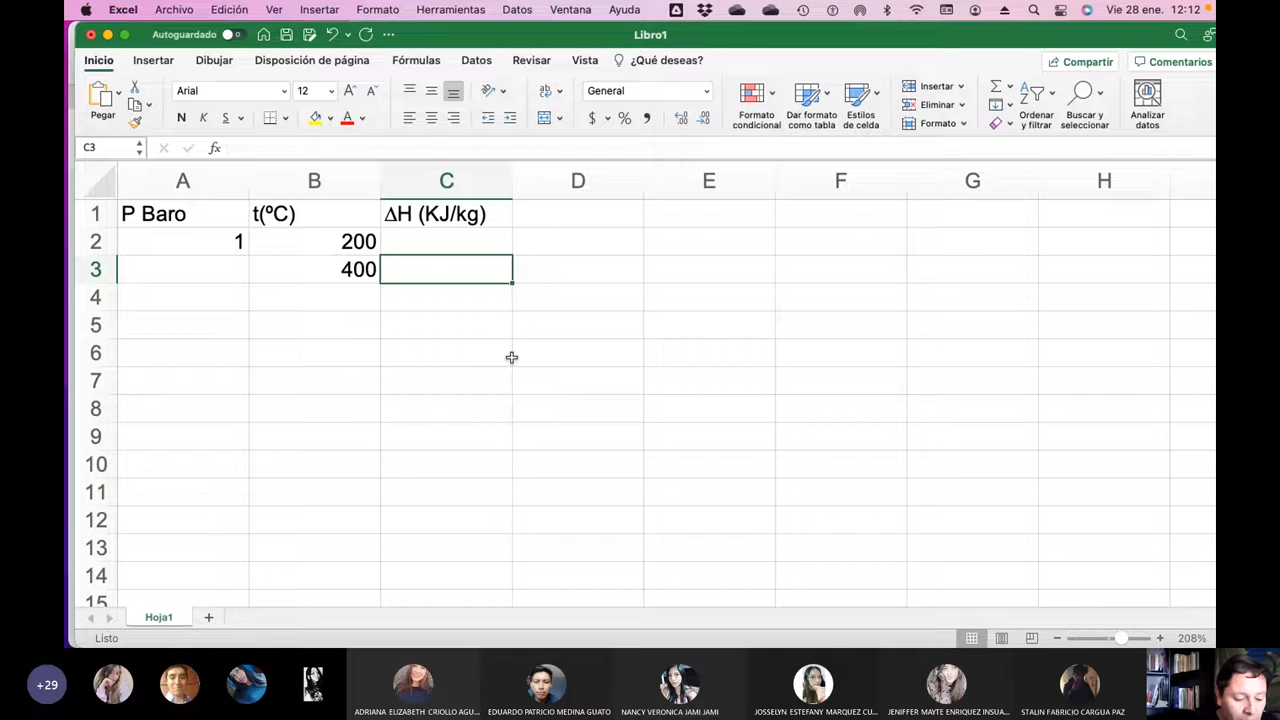 Excel Archivo Edición Ver Insertar Formato Herramientas Datos Ventana Ayuda Vie 28 ene. 12:12
Autoguardado Libro1
Inicio Insertar Dibujar Disposición de página Fórmulas Datos Revisar Vista ¿Qué deseas? Compartir Comentarios
Pegar
Arial 12
N K S
General
$ %
Formato condicional
Dar formato como tabla
Estilos de celda
Insertar
Eliminar
Formato
Ordenar y filtrar
Buscar y seleccionar
Analizar datos
C3 fx
A B C D E F G H
1 P Baro t(ºC) ΔH (KJ/kg)
2 1 200
3 400
4
5
6
7
8
9
10
11
12
13
14
15
Hoja1 +
Listo 208%
+29
ADRIANA ELIZABETH CRIOLLO AGU...
EDUARDO PATRICIO MEDINA GUATO
NANCY VERONICA JAMI JAMI
JOSSELYN ESTEFANY MARQUEZ CU...
JENIFFER MAYTE ENRIQUEZ INSUA...
STALIN FABRICIO CARGUA PAZ